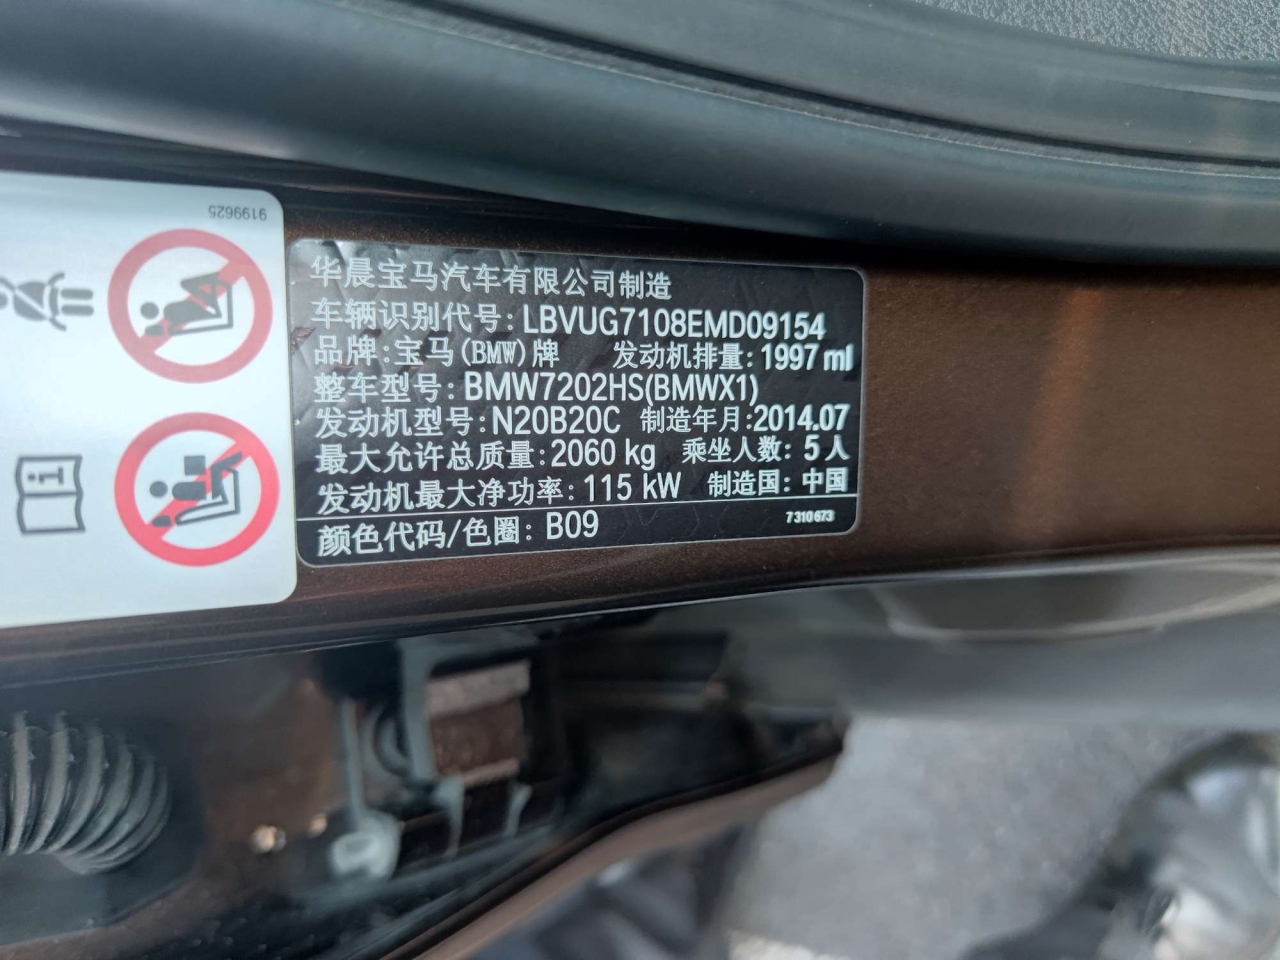 9199625
华晨宝马汽车有限公司制造
车辆识别代号: LBVUG7108EMD09154
品牌: 宝马(BMW)牌 发动机排量: 1997 ml
整车型号: BMW7202HS(BMWX1)
发动机型号: N20B20C 制造年月: 2014.07
最大允许总质量: 2060 kg 乘坐人数: 5人
发动机最大净功率: 115 kW 制造国: 中国
颜色代码/色圈: B09 7310673